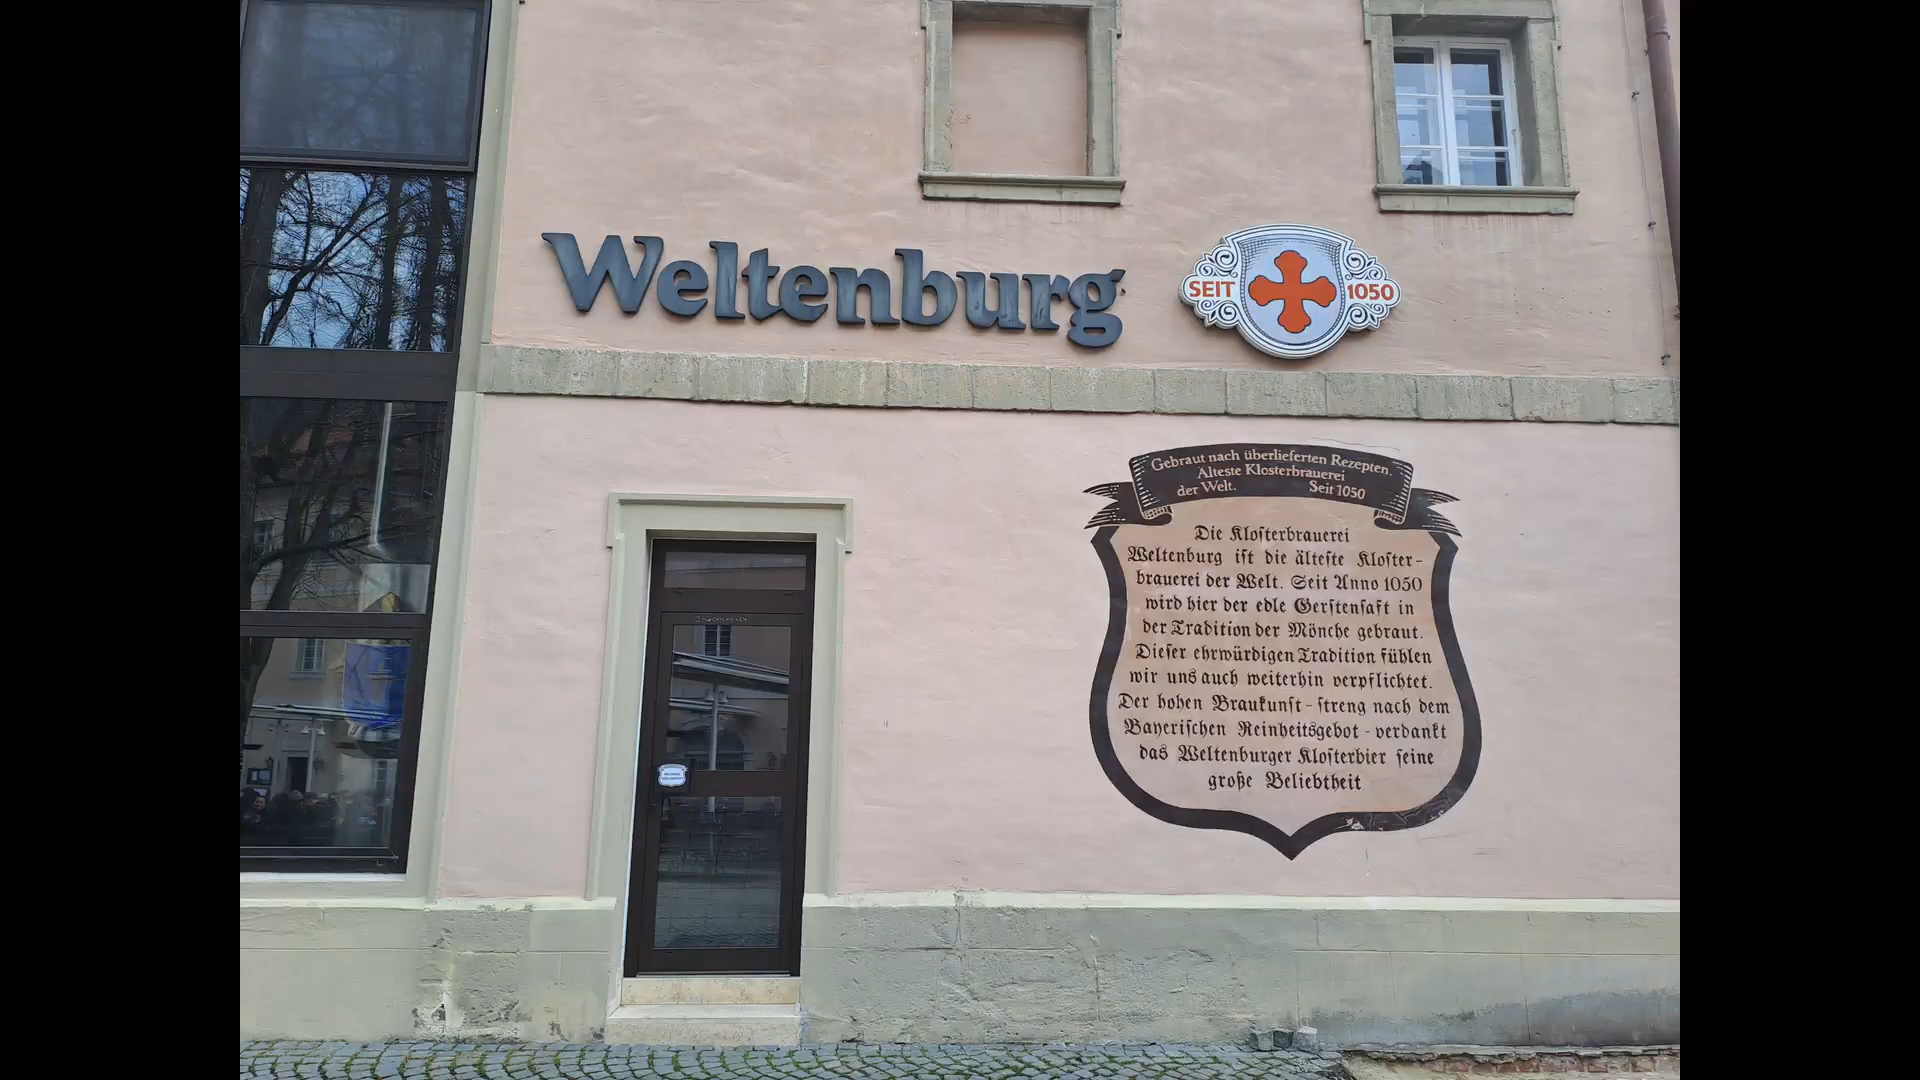 Weltenburg
SEIT 1050
Gebraut nach überlieferten Rezepten.
Älteste Klosterbrauerei
der Welt. Seit 1050
Die Klosterbrauerei
Weltenburg ist die älteste Kloster-
brauerei der Welt. Seit Anno 1050
wird hier der edle Gerstensaft in
der Tradition der Mönche gebraut.
Dieser ehrwürdigen Tradition fühlen
wir uns auch weiterhin verpflichtet.
Der hohen Braukunst - streng nach dem
Bayerischen Reinheitsgebot - verdankt
das Weltenburger Klosterbier seine
große Beliebtheit